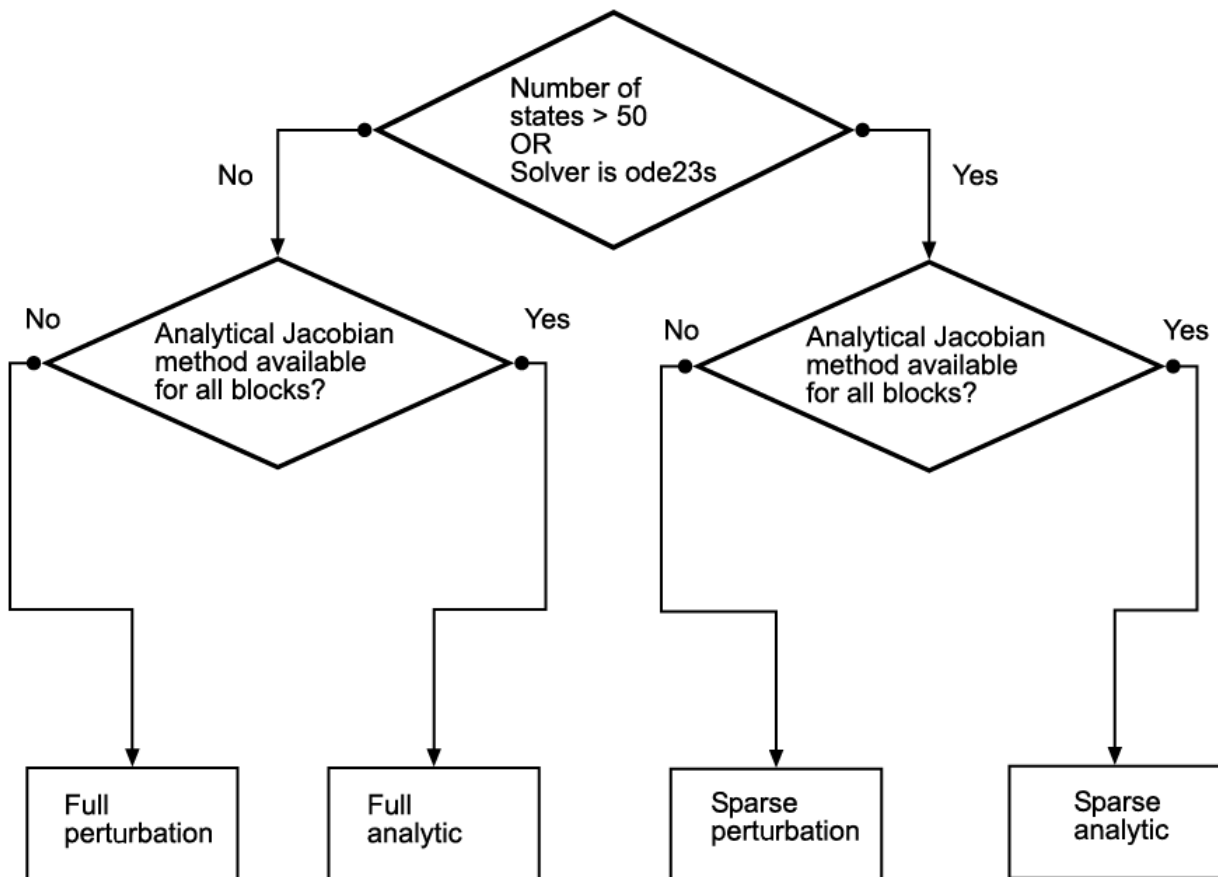 Number of
states > 50
OR
Solver is ode23s
No
Yes
No
Analytical Jacobian
method available
for all blocks?
Yes
No
Analytical Jacobian
method available
for all blocks?
Yes
Full
perturbation
Full
analytic
Sparse
perturbation
Sparse
analytic